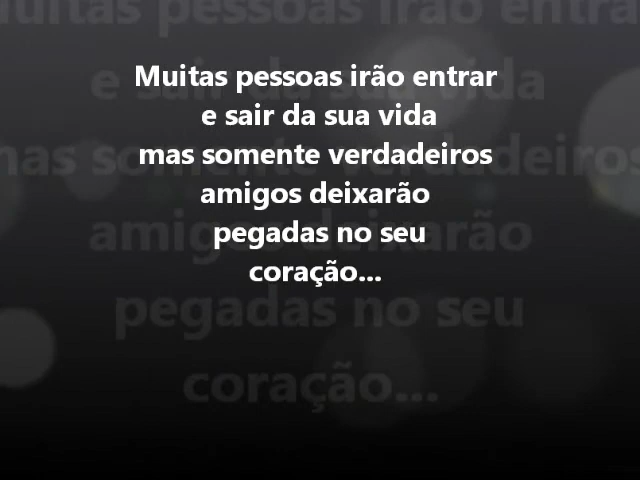 Muitas pessoas irão entrar
e sair da sua vida
mas somente verdadeiros
amigos deixarão
pegadas no seu
coração...